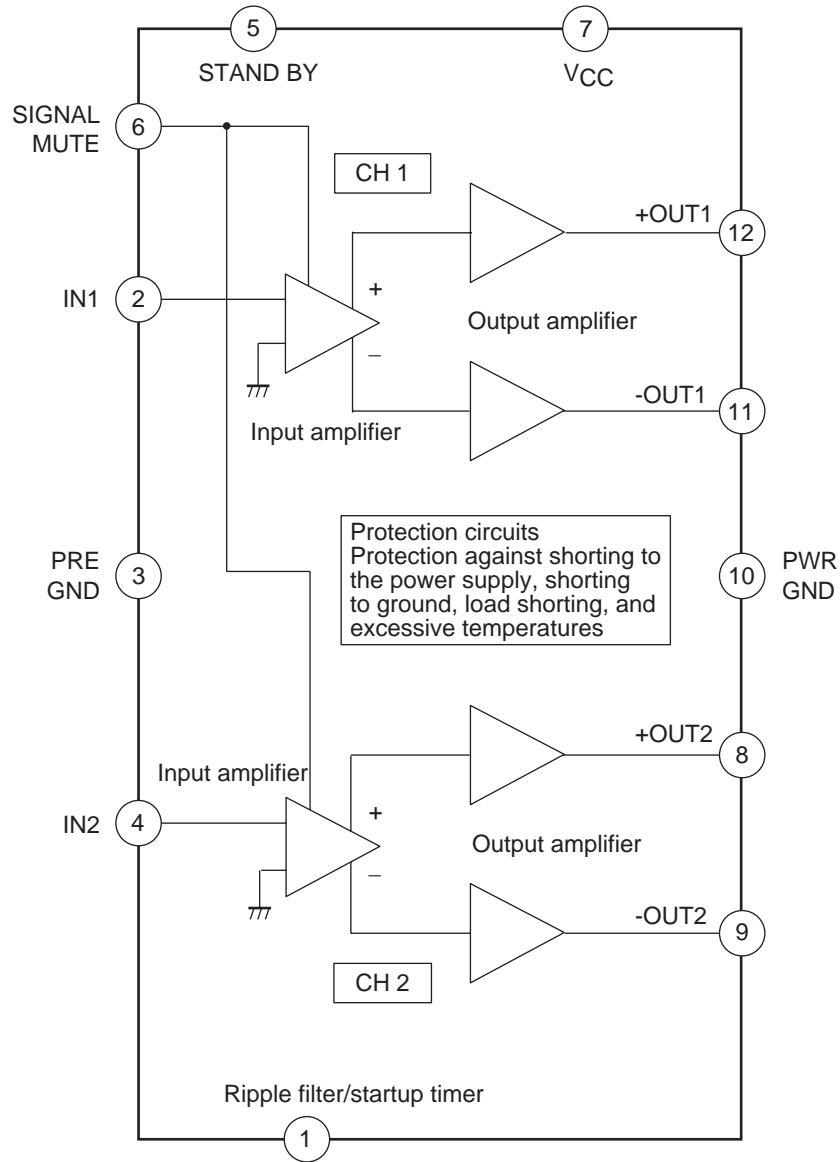 5
7
STAND BY
VCC
SIGNAL
MUTE
6
CH 1
+OUT1
12
IN1
2
+
Output amplifier
–
-OUT1
11
Input amplifier
PRE
GND
3
Protection circuits
Protection against shorting to
the power supply, shorting
to ground, load shorting, and
excessive temperatures
10
PWR
GND
+OUT2
8
Input amplifier
IN2
4
+
Output amplifier
–
-OUT2
9
CH 2
Ripple filter/startup timer
1